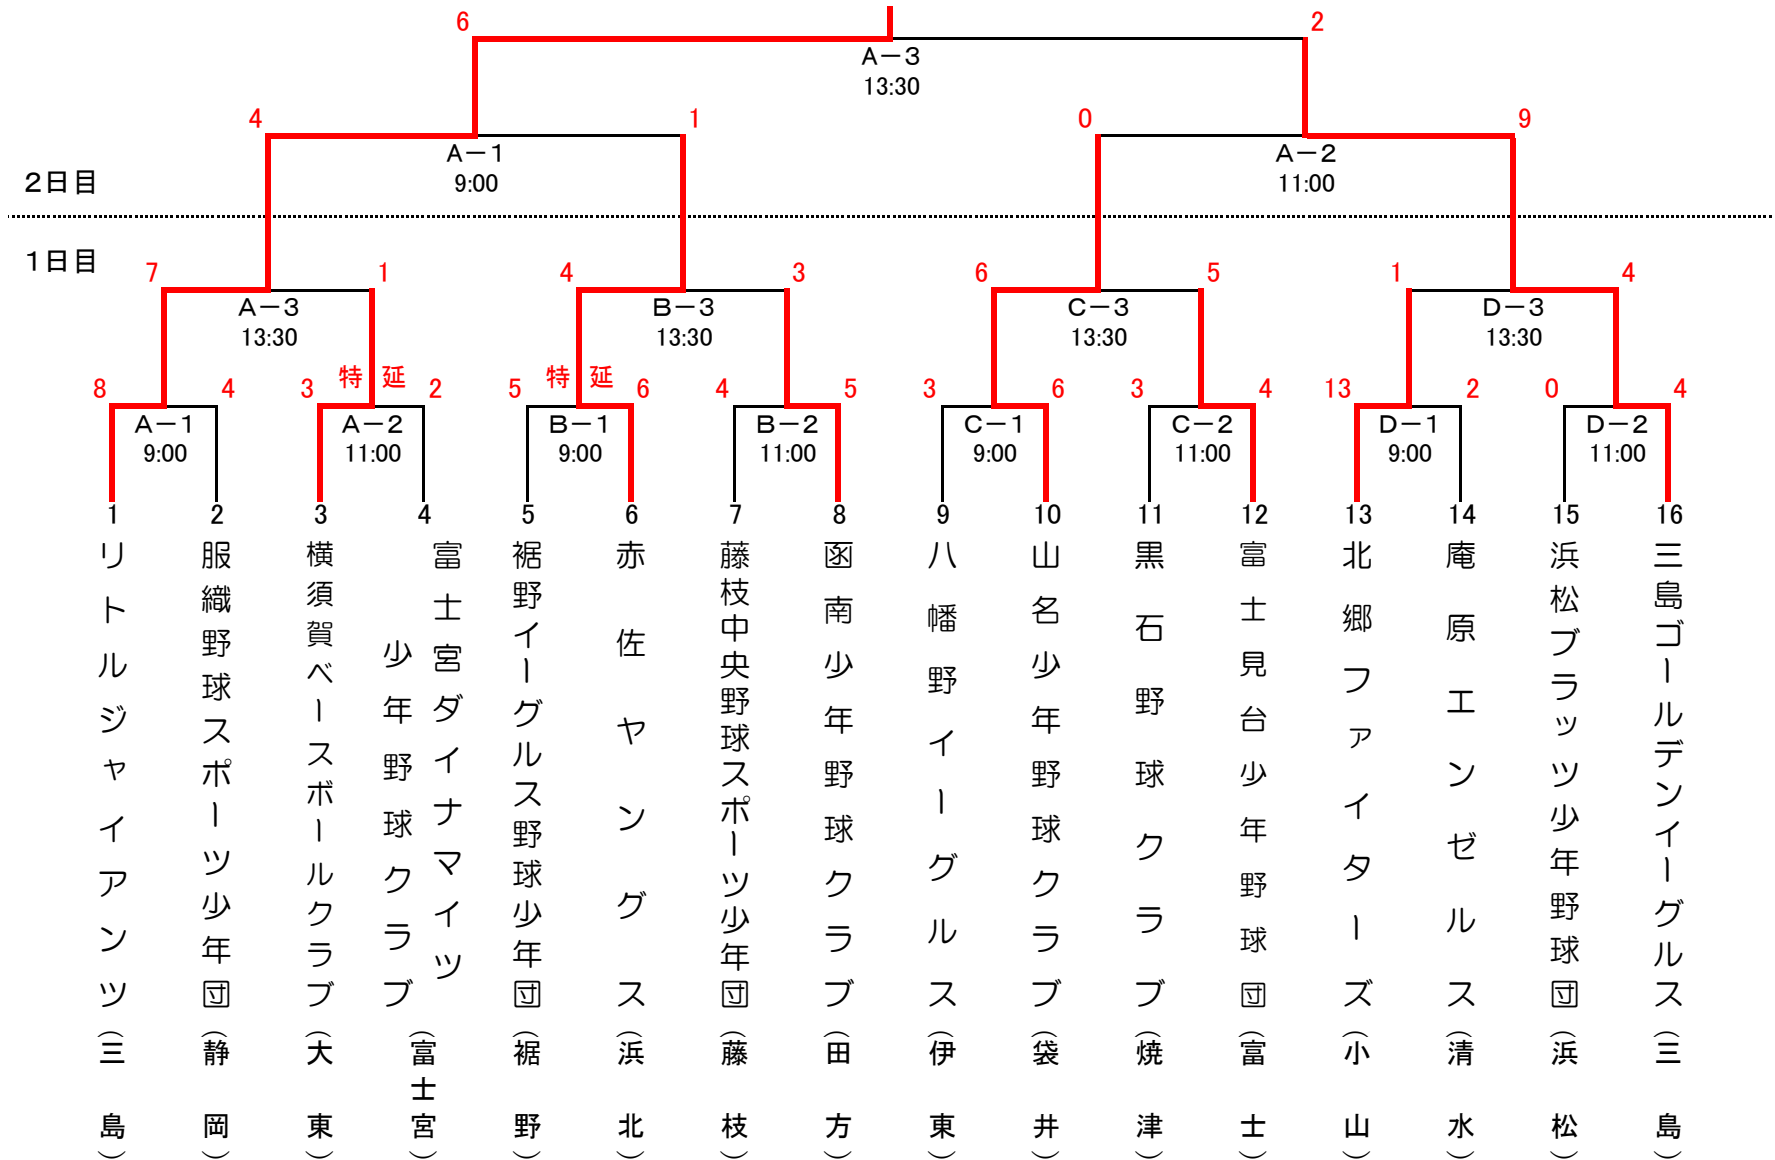 6 2
A－3
13:30
4 1 0 9
A－1 A－2
9:00 11:00
2日目
1日目
7 1 4 3 6 5 1 4
A－3 B－3 C－3 D－3
13:30 13:30 13:30 13:30
8 4 3 特 延 2 5 特 延 6 4 5 3 6 3 4 13 2 0 4
A－1 A－2 B－1 B－2 C－1 C－2 D－1 D－2
9:00 11:00 9:00 11:00 9:00 11:00 9:00 11:00
1 2 3 4 5 6 7 8 9 10 11 12 13 14 15 16
リトルジャイアンツ（三島）
服織野球スポーツ少年団（静岡）
横須賀ベースボールクラブ（大東）
富士宮ダイナマイツ
少年野球クラブ（富士宮）
裾野イーグルス野球少年団（裾野）
赤佐ヤングス（浜北）
藤枝中央野球スポーツ少年団（藤枝）
函南少年野球クラブ（田方）
八幡野イーグルス（伊東）
山名少年野球クラブ（袋井）
黒石野球クラブ（焼津）
富士見台少年野球団（富士）
北郷ファイターズ（小山）
庵原エンゼルス（清水）
浜松ブラッツ少年野球団（浜松）
三島ゴールデンイーグルス（三島）